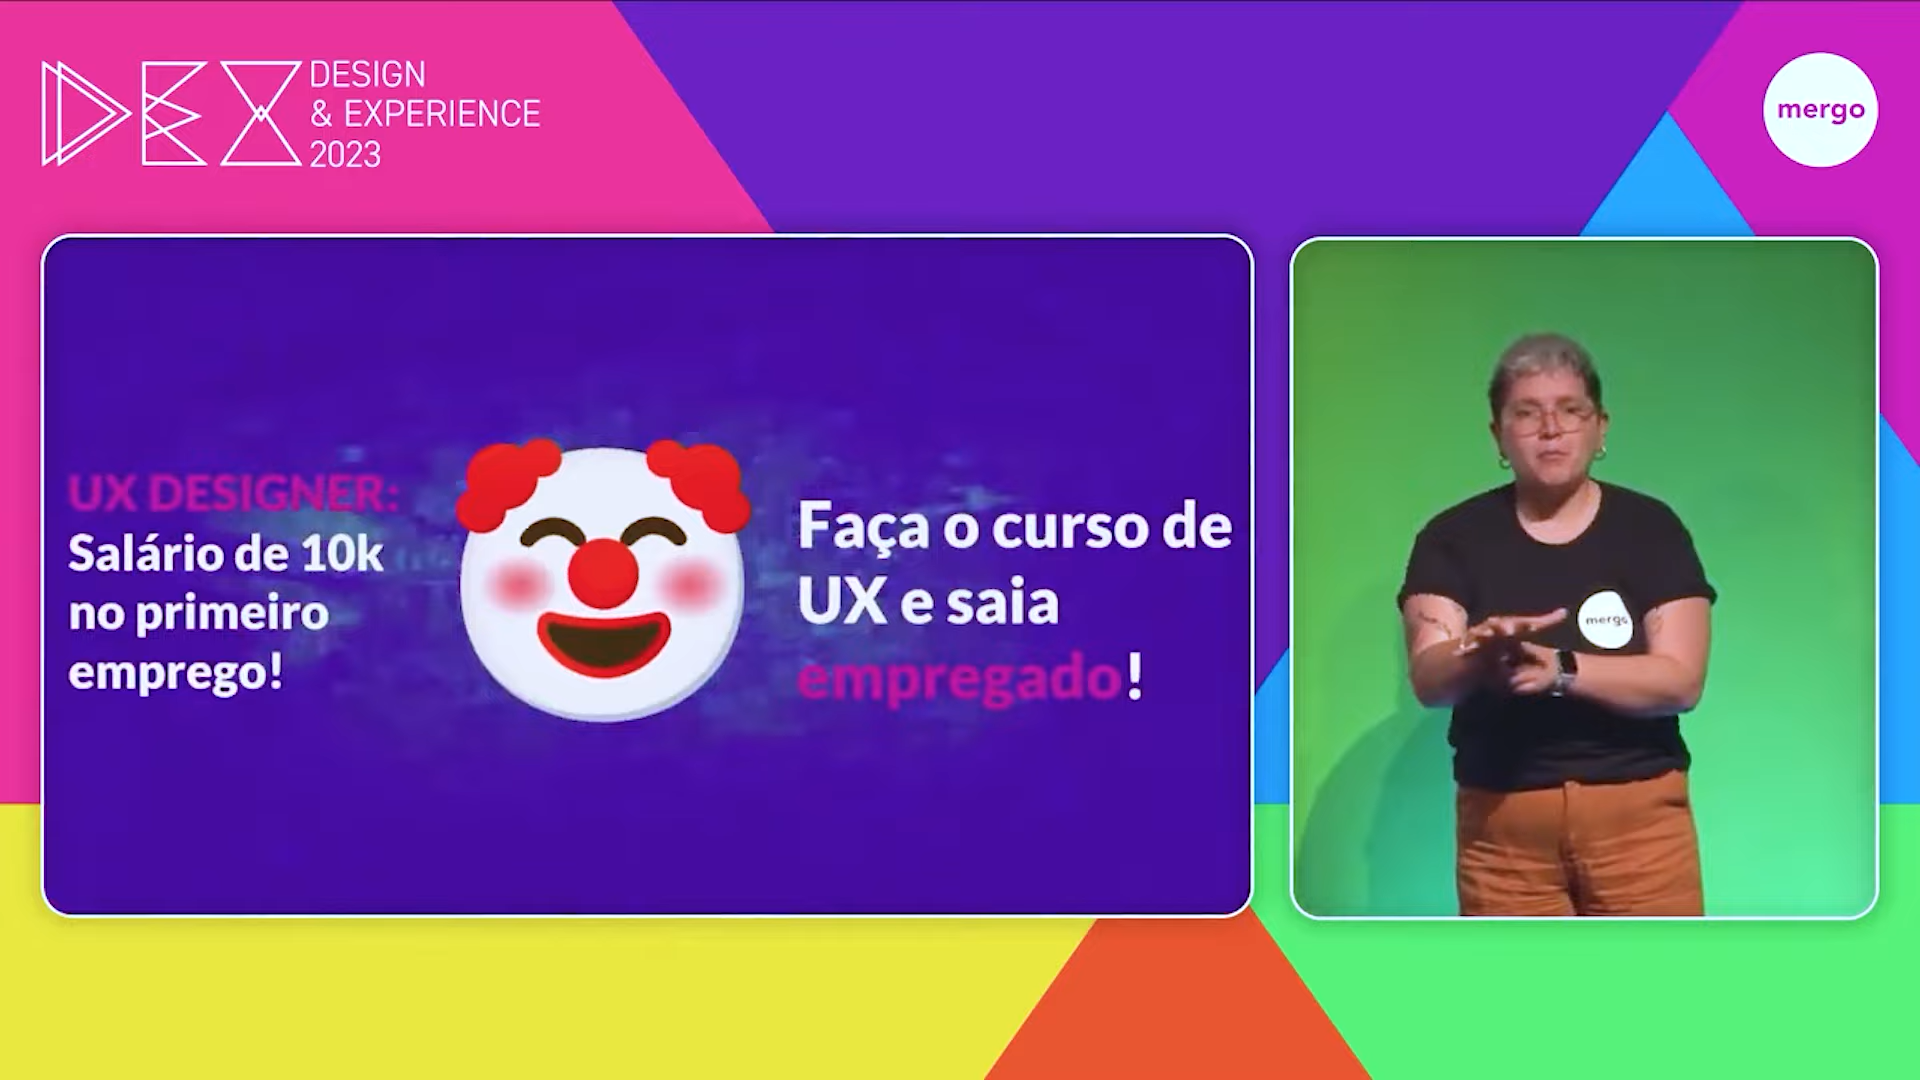 DEX
DESIGN
& EXPERIENCE
2023
mergo
UX DESIGNER:
Salário de 10k
no primeiro
emprego!
Faça o curso de
UX e saia
empregado!
mergo